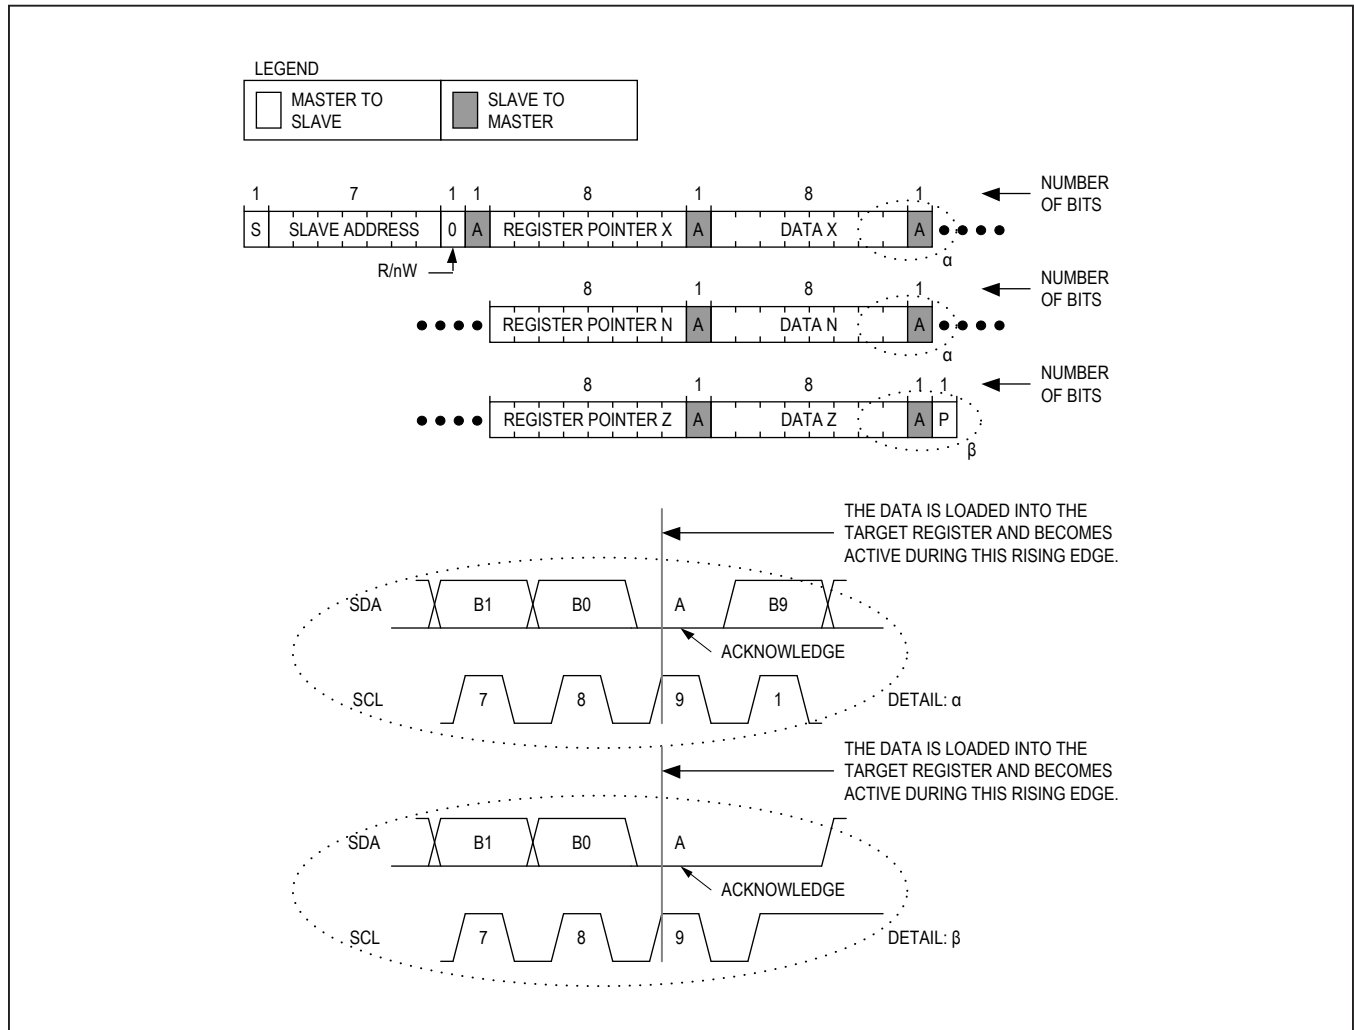 LEGEND
MASTER TO
SLAVE
SLAVE TO
MASTER
1 7 1 1 8 1 8 1
NUMBER
OF BITS
S SLAVE ADDRESS 0 A REGISTER POINTER X A DATA X A
α
R/nW
8 1 8 1
NUMBER
OF BITS
REGISTER POINTER N A DATA N A
α
8 1 8 1 1
NUMBER
OF BITS
REGISTER POINTER Z A DATA Z A P
β
THE DATA IS LOADED INTO THE
TARGET REGISTER AND BECOMES
ACTIVE DURING THIS RISING EDGE.
SDA B1 B0 A B9
ACKNOWLEDGE
SCL 7 8 9 1 DETAIL: α
THE DATA IS LOADED INTO THE
TARGET REGISTER AND BECOMES
ACTIVE DURING THIS RISING EDGE.
SDA B1 B0 A
ACKNOWLEDGE
SCL 7 8 9 DETAIL: β